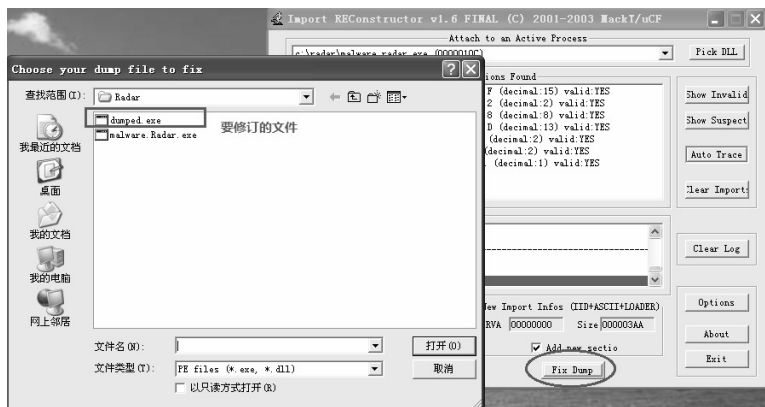 Import REConstructor v1.6 FINAL (C) 2001-2003 MackT/uCF
Attach to an Active Process
c:\radar\malware.radar.exe (0000010C)
Pick DLL
Choose your dump file to fix
查找范围(I):
Radar
dumped.exe
malware.Radar.exe
要修订的文件
我最近的文档
桌面
我的文档
我的电脑
网上邻居
文件名(N):
打开(O)
文件类型(T):
PE files (*.exe, *.dll)
取消
以只读方式打开(R)
ions Found
F (decimal:15) valid:YES
2 (decimal:2) valid:YES
8 (decimal:8) valid:YES
D (decimal:13) valid:YES
(decimal:2) valid:YES
(decimal:2) valid:YES
(decimal:1) valid:YES
Show Invalid
Show Suspect
Auto Trace
Clear Imports
Clear Log
New Import Infos (IID+ASCII+LOADER)
RVA 00000000 Size 000003AA
Add new sectio
Fix Dump
Options
About
Exit